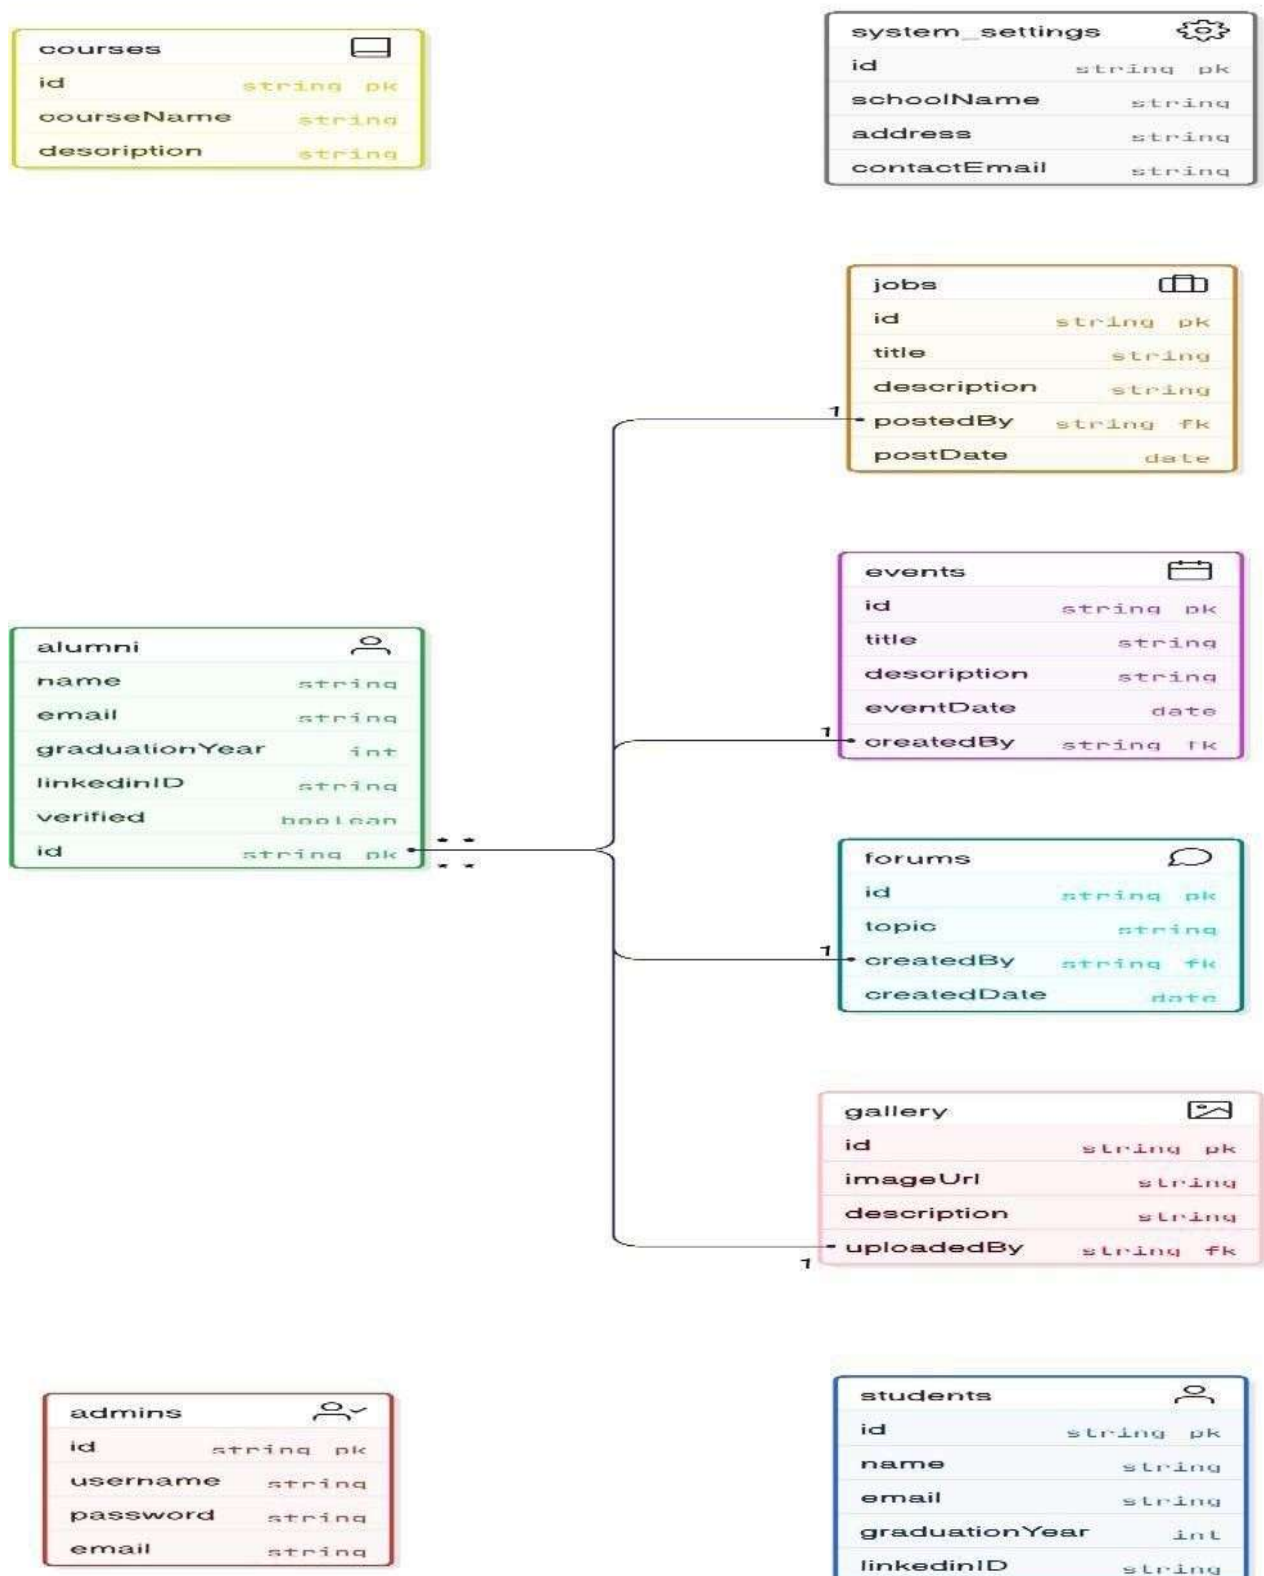 courses
id string pk
courseName string
description string
system_settings
id string pk
schoolName string
address string
contactEmail string
jobs
id string pk
title string
description string
1 postedBy string fk
postDate date
events
id string pk
title string
description string
eventDate date
1 createdBy string fk
alumni
name string
email string
graduationYear int
linkedinID string
verified boolean
* *
id string pk
* *
forums
id string pk
topic string
1 createdBy string fk
createdDate date
gallery
id string pk
imageUrl string
description string
uploadedBy string fk
1
admins
id string pk
username string
password string
email string
students
id string pk
name string
email string
graduationYear int
linkedinID string